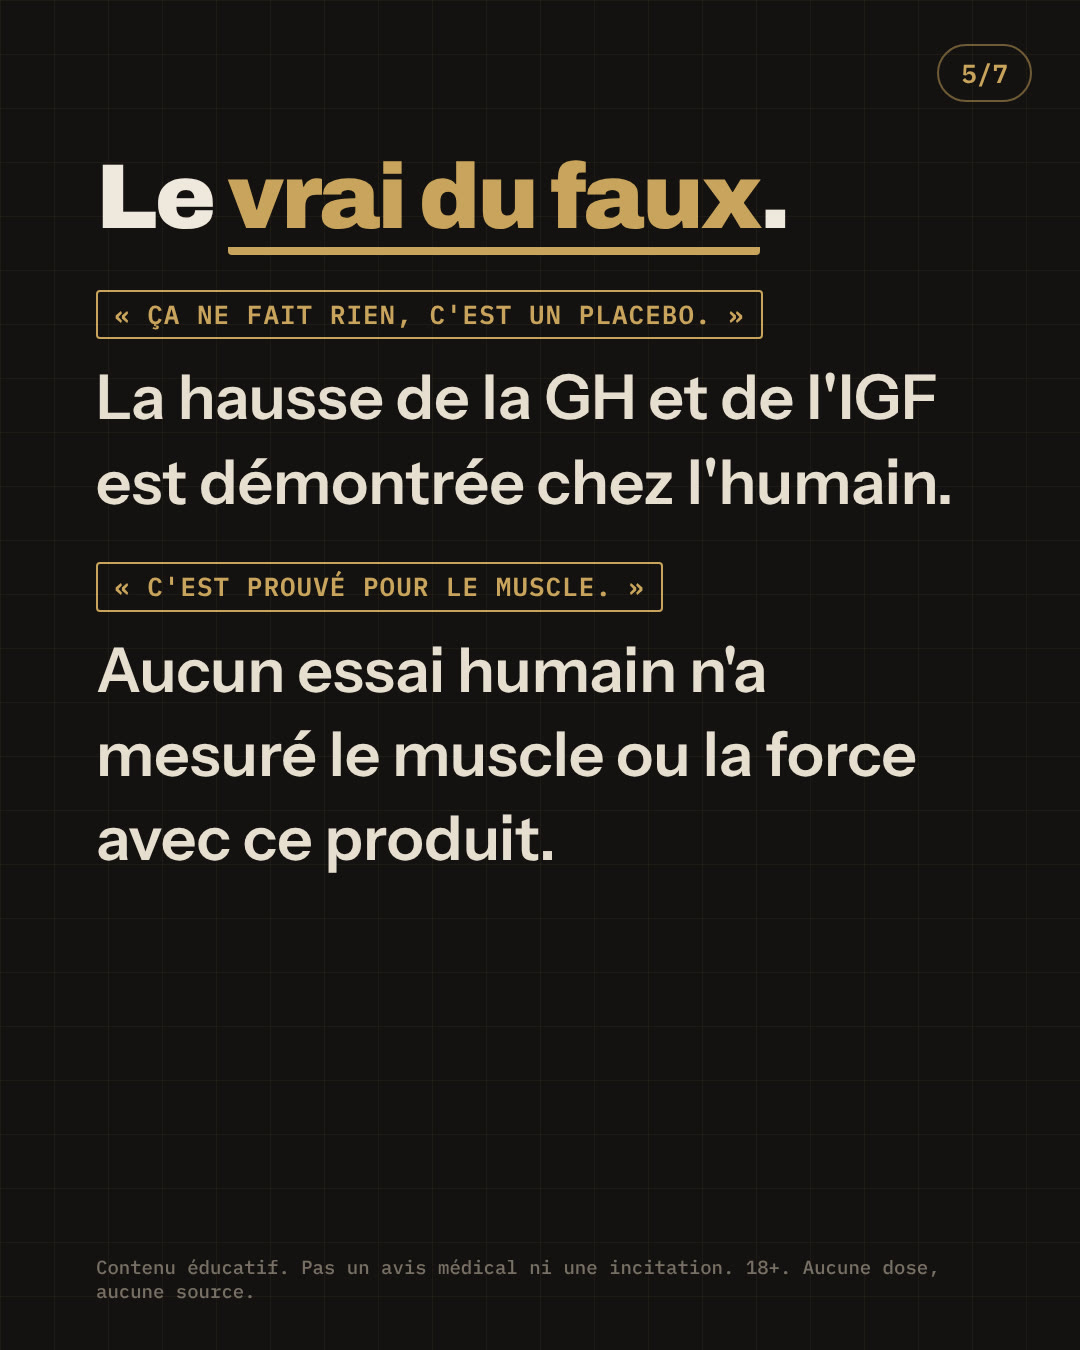 5/7
Le vrai du faux.
« ÇA NE FAIT RIEN, C'EST UN PLACEBO. »
La hausse de la GH et de l'IGF
est démontrée chez l'humain.
« C'EST PROUVÉ POUR LE MUSCLE. »
Aucun essai humain n'a
mesuré le muscle ou la force
avec ce produit.
Contenu éducatif. Pas un avis médical ni une incitation. 18+. Aucune dose,
aucune source.